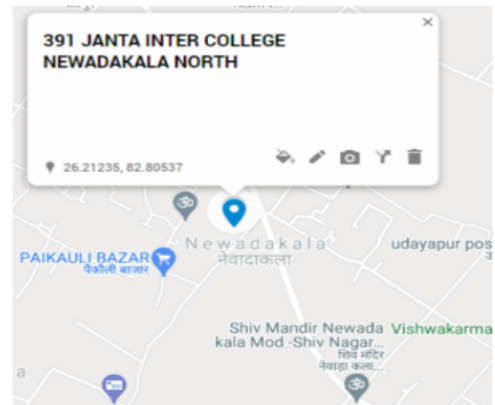 391 JANTA INTER COLLEGE
NEWADAKALA NORTH
26.21235, 82.80537
Newadakala
नेवादाकला
udayapur pos
PAIKAULI BAZAR
पैकौली बाजार
Shiv Mandir Newada
kala Mod -Shiv Nagar...
शिव मंदिर
नेवाड़ा कला...
Vishwakarma
a